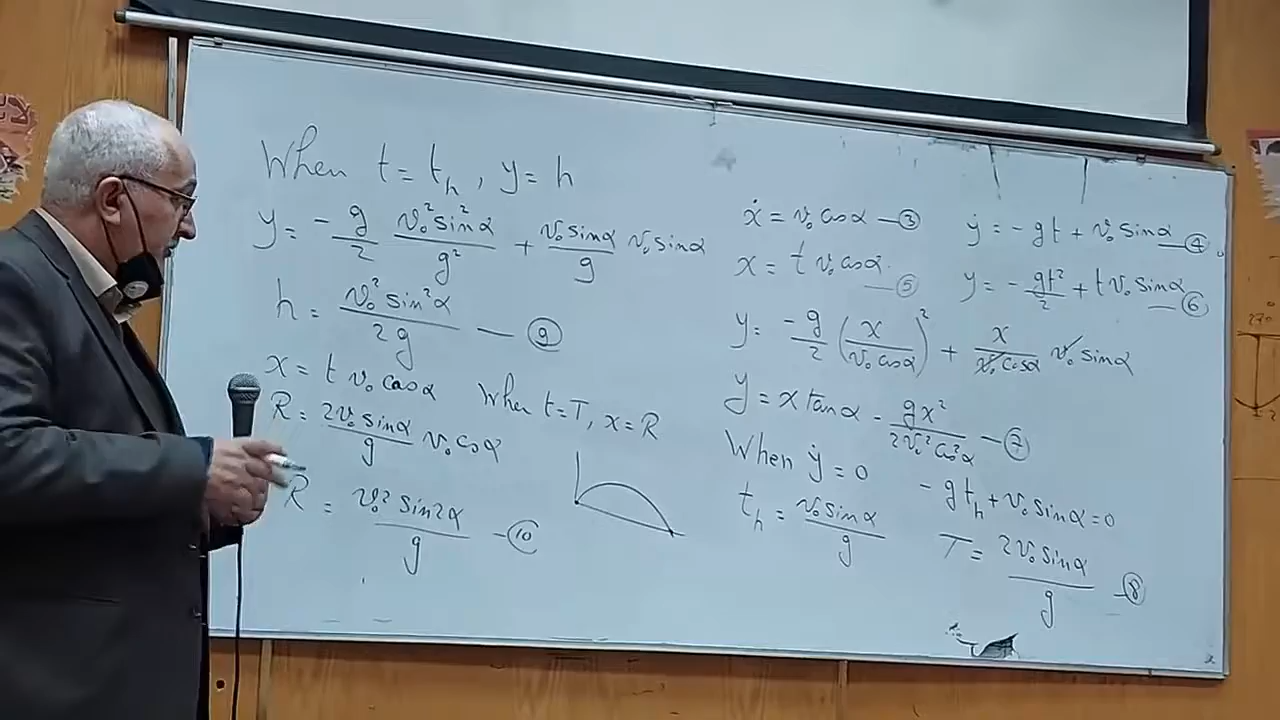 When t = t_h , y = h
y = -g/2 v₀² sin²α/g² + v₀ sinα/g v₀ sinα
h = v₀² sin²α/2g — ⑨
x = t v₀ cosα When t = T, x = R
R = 2v₀ sinα/g v₀ cosα
R = v₀² sin2α/g — ⑩
ẋ = v₀ cosα — ③ ẏ = -gt + v₀ sinα — ④
x = t v₀ cosα — ⑤ y = -gt²/2 + t v₀ sinα — ⑥
y = -g/2 (x/v₀ cosα)² + x/v₀ cosα v₀ sinα
y = x tanα - gx²/2v₀² cos²α — ⑦
When ẏ = 0 -g t_h + v₀ sinα = 0
t_h = v₀ sinα/g T = 2v₀ sinα/g — ⑧
270